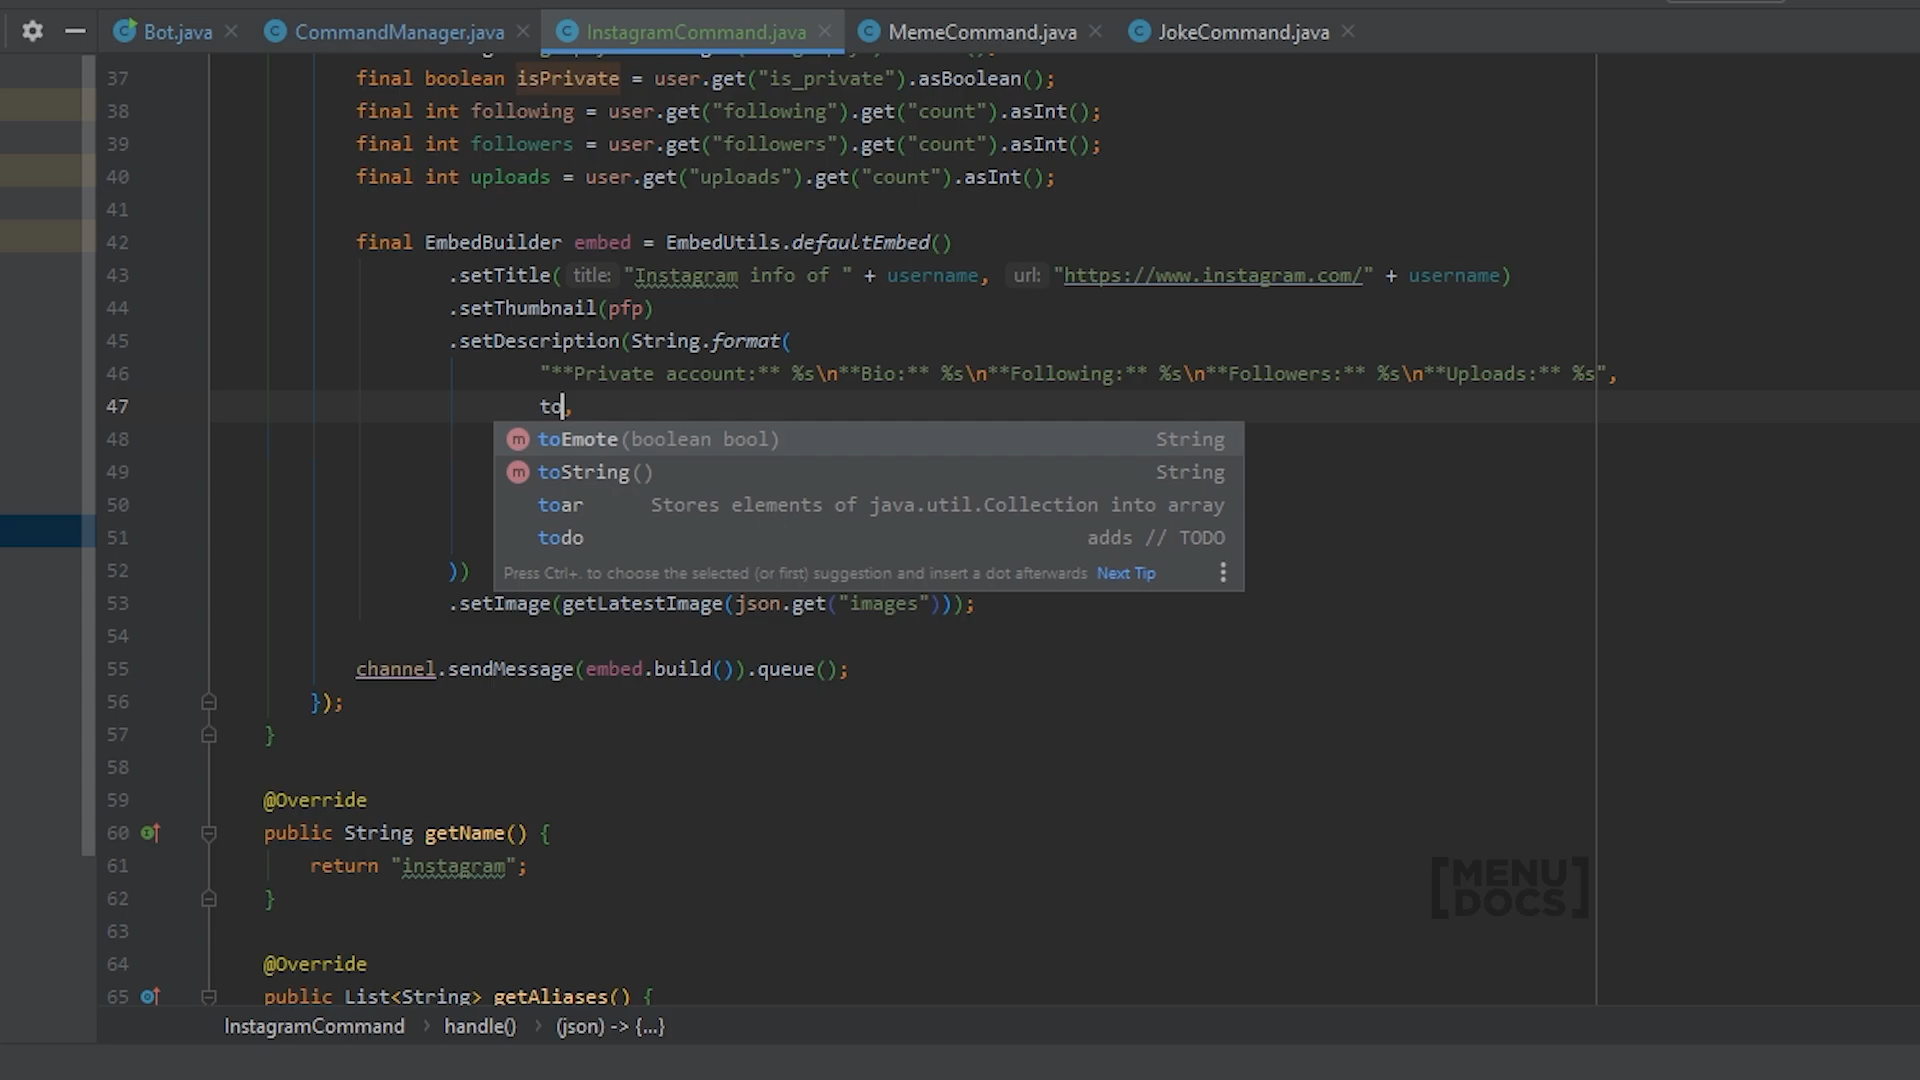 Bot.java CommandManager.java InstagramCommand.java MemeCommand.java JokeCommand.java
37 final boolean isPrivate = user.get("is_private").asBoolean();
38 final int following = user.get("following").get("count").asInt();
39 final int followers = user.get("followers").get("count").asInt();
40 final int uploads = user.get("uploads").get("count").asInt();
41
42 final EmbedBuilder embed = EmbedUtils.defaultEmbed()
43 .setTitle( title: "Instagram info of " + username, url: "https://www.instagram.com/" + username)
44 .setThumbnail(pfp)
45 .setDescription(String.format(
46 "**Private account:** %s\n**Bio:** %s\n**Following:** %s\n**Followers:** %s\n**Uploads:** %s",
47 to,
48 toEmote(boolean bool) String
49 toString() String
50 toar Stores elements of java.util.Collection into array
51 todo adds // TODO
52 )) Press Ctrl+. to choose the selected (or first) suggestion and insert a dot afterwards Next Tip
53 .setImage(getLatestImage(json.get("images")));
54
55 channel.sendMessage(embed.build()).queue();
56 });
57 }
58
59 @Override
60 public String getName() {
61 return "instagram";
62 }
63
64 @Override
65 public List<String> getAliases() {
[MENU
DOCS]
InstagramCommand › handle() › (json) -> {...}